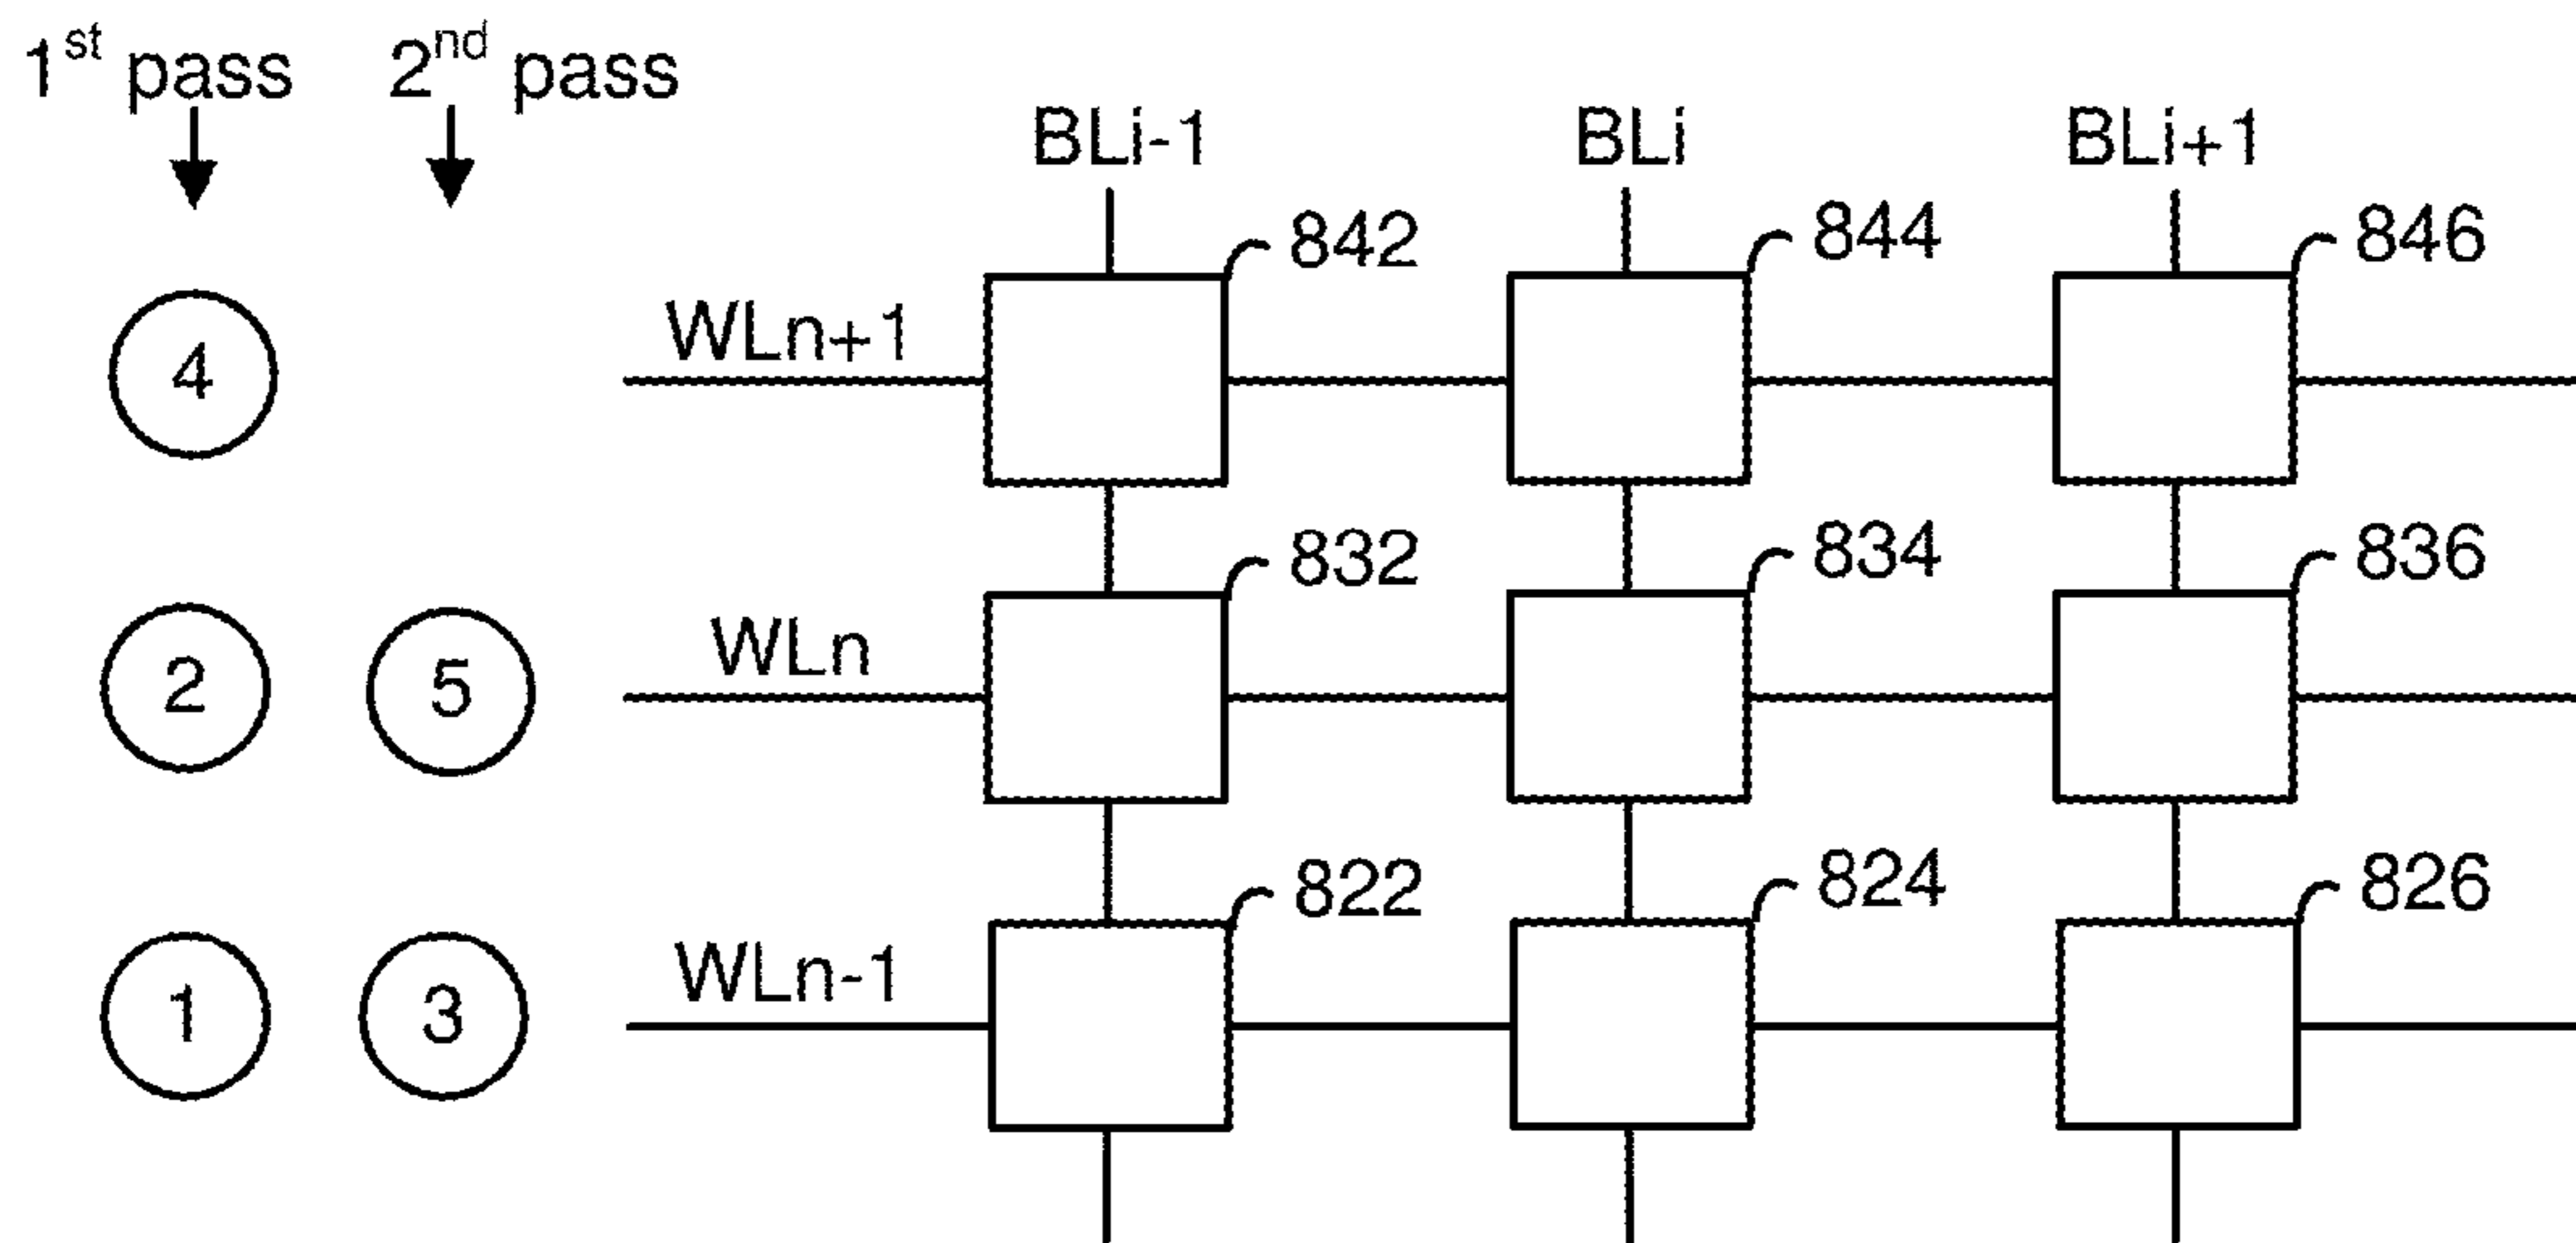 1st pass 2nd pass
BLi-1 BLi BLi+1
842 844 846
4 WLn+1
832 834 836
2 5 WLn
822 824 826
1 3 WLn-1